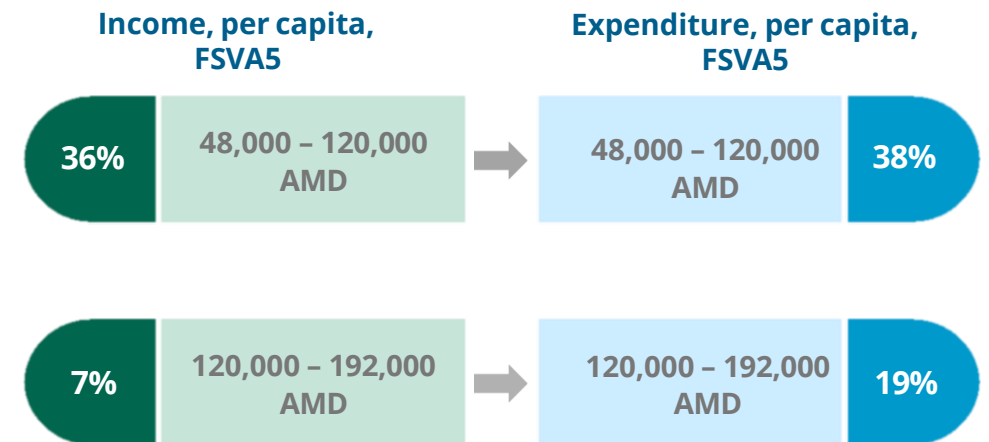 Income, per capita,
FSVA5
Expenditure, per capita,
FSVA5
36%
48,000 – 120,000
AMD
48,000 – 120,000
AMD
38%
7%
120,000 – 192,000
AMD
120,000 – 192,000
AMD
19%